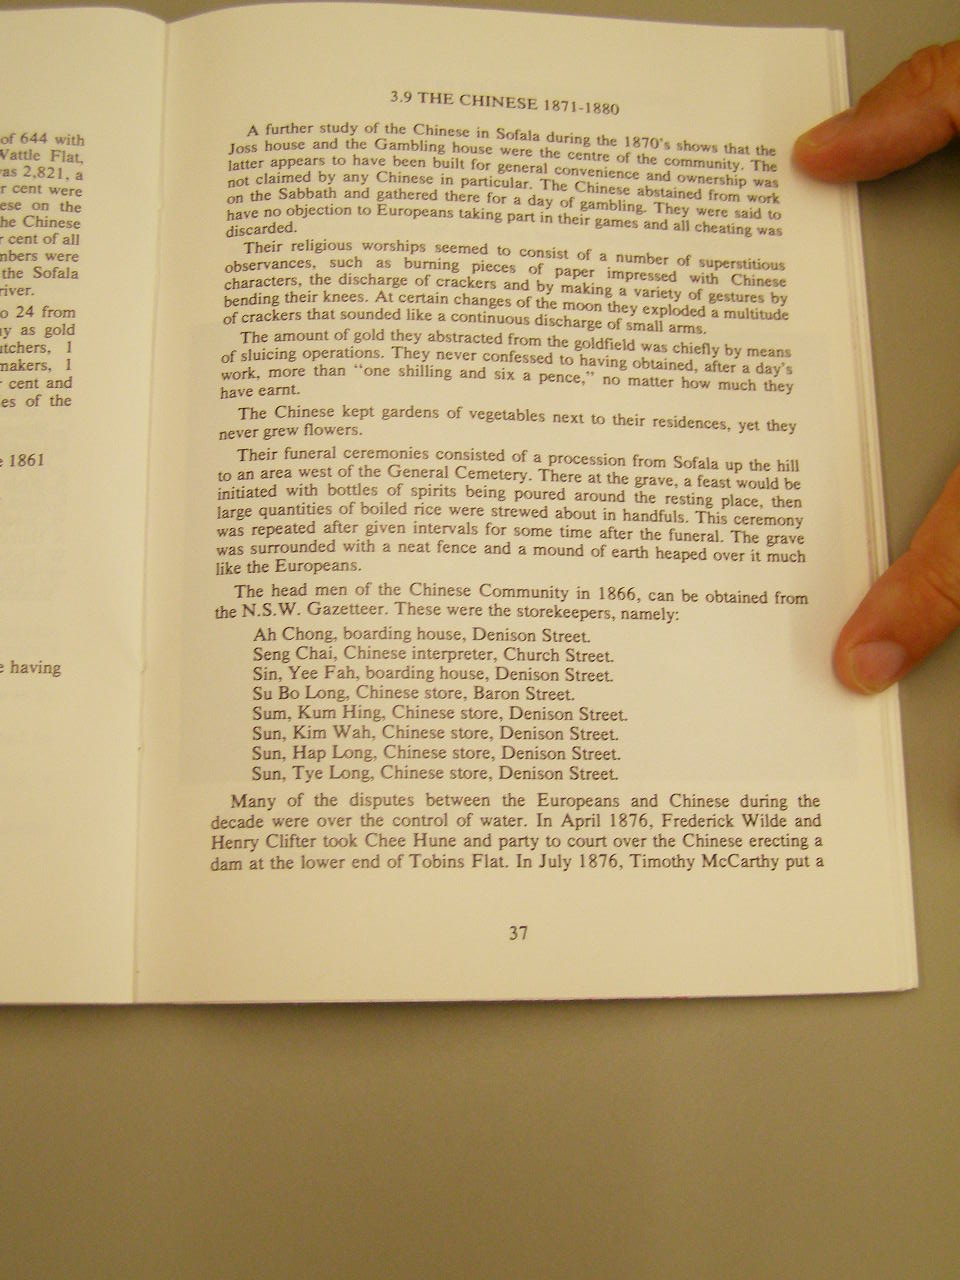 of 644 with
Wattle Flat,
as 2,821, a
r cent were
ese on the
he Chinese
r cent of all
nbers were
the Sofala
river.
o 24 from
ny as gold
utchers, 1
makers, 1
r cent and
es of the
e 1861
e having
3.9 THE CHINESE 1871-1880
A further study of the Chinese in Sofala during the 1870's shows that the
Joss house and the Gambling house were the centre of the community. The
latter appears to have been built for general convenience and ownership was
not claimed by any Chinese in particular. The Chinese abstained from work
on the Sabbath and gathered there for a day of gambling. They were said to
have no objection to Europeans taking part in their games and all cheating was
discarded.
Their religious worships seemed to consist of a number of superstitious
observances, such as burning pieces of paper impressed with Chinese
characters, the discharge of crackers and by making a variety of gestures by
bending their knees. At certain changes of the moon they exploded a multitude
of crackers that sounded like a continuous discharge of small arms.
The amount of gold they abstracted from the goldfield was chiefly by means
of sluicing operations. They never confessed to having obtained, after a day's
work, more than "one shilling and six a pence," no matter how much they
have earnt.
The Chinese kept gardens of vegetables next to their residences, yet they
never grew flowers.
Their funeral ceremonies consisted of a procession from Sofala up the hill
to an area west of the General Cemetery. There at the grave, a feast would be
initiated with bottles of spirits being poured around the resting place, then
large quantities of boiled rice were strewed about in handfuls. This ceremony
was repeated after given intervals for some time after the funeral. The grave
was surrounded with a neat fence and a mound of earth heaped over it much
like the Europeans.
The head men of the Chinese Community in 1866, can be obtained from
the N.S.W. Gazetteer. These were the storekeepers, namely:
Ah Chong, boarding house, Denison Street.
Seng Chai, Chinese interpreter, Church Street.
Sin, Yee Fah, boarding house, Denison Street.
Su Bo Long, Chinese store, Baron Street.
Sum, Kum Hing, Chinese store, Denison Street.
Sun, Kim Wah, Chinese store, Denison Street.
Sun, Hap Long, Chinese store, Denison Street.
Sun, Tye Long, Chinese store, Denison Street.
Many of the disputes between the Europeans and Chinese during the
decade were over the control of water. In April 1876, Frederick Wilde and
Henry Clifter took Chee Hune and party to court over the Chinese erecting a
dam at the lower end of Tobins Flat. In July 1876, Timothy McCarthy put a
37